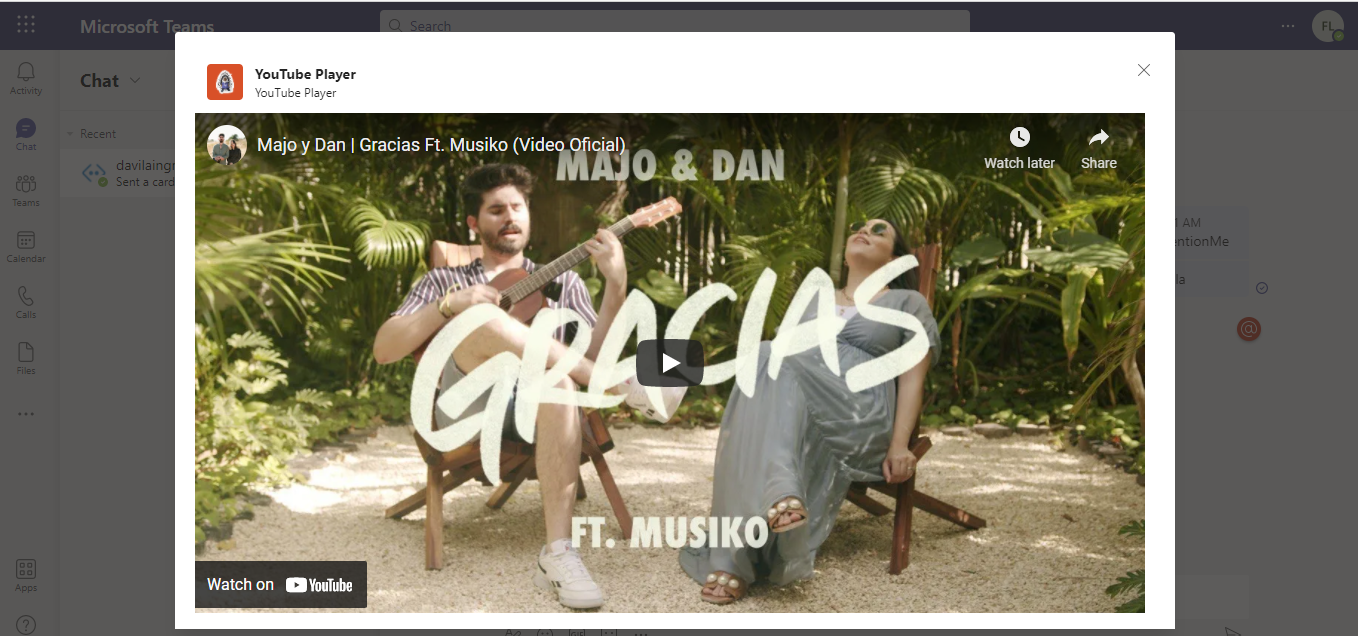 Microsoft Teams
Search
FL
Activity
Chat
Teams
Calendar
Calls
Files
Apps
Chat
Recent
davilaingr
Sent a card
YouTube Player
YouTube Player
Majo y Dan | Gracias Ft. Musiko (Video Oficial)
Watch later
Share
MAJO & DAN
GRACIAS
FT. MUSIKO
Watch on YouTube
AM
entionMe
la